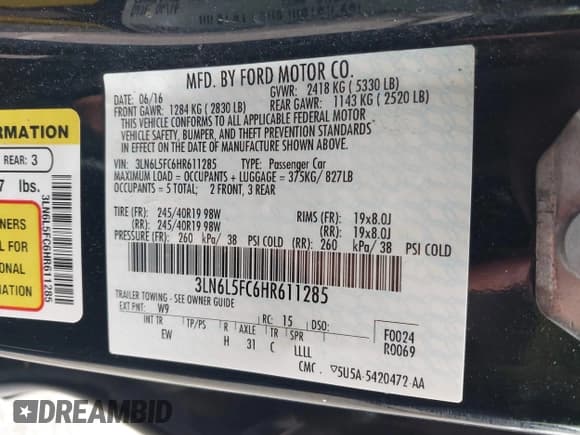 MFD. BY FORD MOTOR CO.
DATE: 06/16 GVWR: 2418 KG ( 5330 LB)
FRONT GAWR: 1284 KG ( 2830 LB) REAR GAWR: 1143 KG ( 2520 LB)
THIS VEHICLE CONFORMS TO ALL APPLICABLE FEDERAL MOTOR
VEHICLE SAFETY, BUMPER, AND THEFT PREVENTION STANDARDS
IN EFFECT ON THE DATE OF MANUFACTURE SHOWN ABOVE.
VIN: 3LN6L5FC6HR611285 TYPE: Passenger Car
MAXIMUM LOAD = OCCUPANTS + LUGGAGE = 375KG/ 827LB
OCCUPANTS = 5 TOTAL; 2 FRONT, 3 REAR
TIRE (FR) 245/40R19 98W RIMS (FR) 19x8.0J
(RR) 245/40R19 98W (RR) 19x8.0J
PRESSURE (FR) 260 kPa/ 38 PSI COLD (RR) 260 kPa/ 38 PSI COLD
3LN6L5FC6HR611285
TRAILER TOWING - SEE OWNER GUIDE
EXT PNT: W9 RC: 15 DSO: F0024
INT TR TP/PS R AXLE TR SPR R0069
EW H 31 C LLLL
CMC ▽5U5A-5420472-AA
ORMATION
REAR: 3
7 lbs.
3LN6L5FC6HR611285
NERS
L FOR
ONAL
ION
DREAMBID